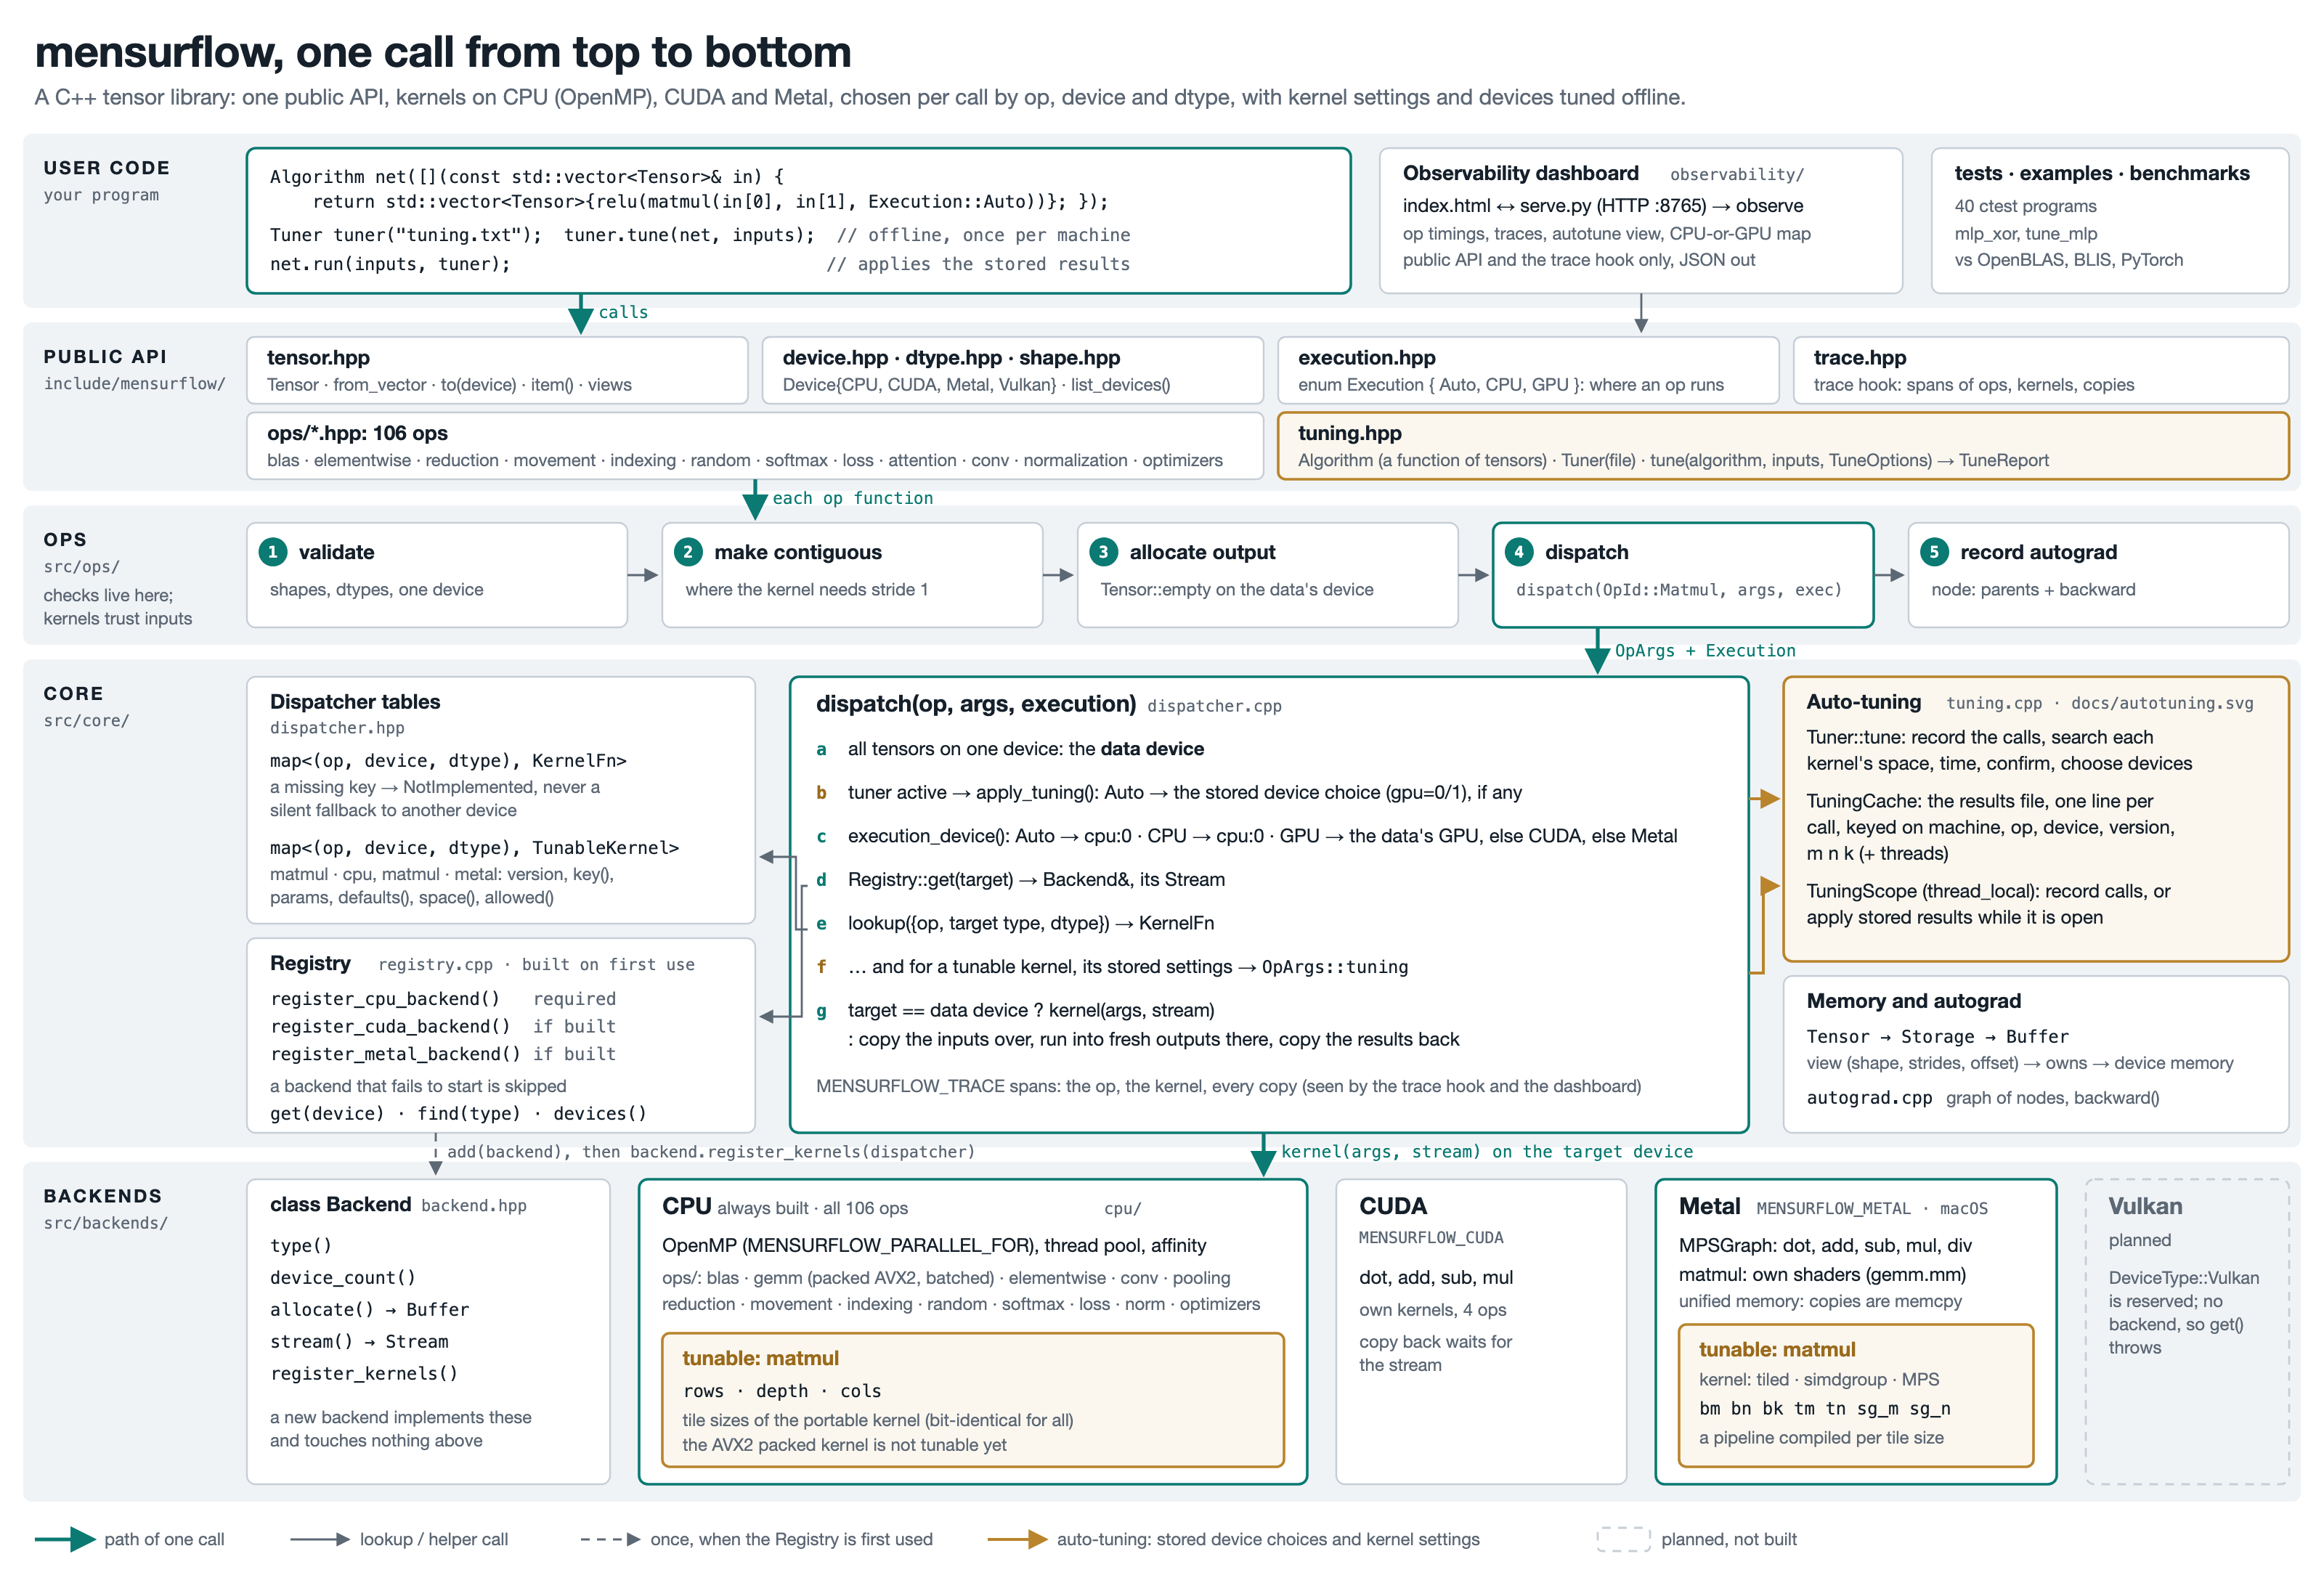 mensurflow, one call from top to bottom
A C++ tensor library: one public API, kernels on CPU (OpenMP), CUDA and Metal, chosen per call by op, device and dtype, with kernel settings and devices tuned offline.
USER CODE
your program
Algorithm net([](const std::vector<Tensor>& in) {
    return std::vector<Tensor>{relu(matmul(in[0], in[1], Execution::Auto))}; });
Tuner tuner("tuning.txt");  tuner.tune(net, inputs);  // offline, once per machine
net.run(inputs, tuner);  // applies the stored results
Observability dashboard observability/
index.html ↔ serve.py (HTTP :8765) → observe
op timings, traces, autotune view, CPU-or-GPU map
public API and the trace hook only, JSON out
tests · examples · benchmarks
40 ctest programs
mlp_xor, tune_mlp
vs OpenBLAS, BLIS, PyTorch
calls
PUBLIC API
include/mensurflow/
tensor.hpp
Tensor · from_vector · to(device) · item() · views
device.hpp · dtype.hpp · shape.hpp
Device{CPU, CUDA, Metal, Vulkan} · list_devices()
execution.hpp
enum Execution { Auto, CPU, GPU }: where an op runs
trace.hpp
trace hook: spans of ops, kernels, copies
ops/*.hpp: 106 ops
blas · elementwise · reduction · movement · indexing · random · softmax · loss · attention · conv · normalization · optimizers
tuning.hpp
Algorithm (a function of tensors) · Tuner(file) · tune(algorithm, inputs, TuneOptions) → TuneReport
each op function
OPS
src/ops/
checks live here;
kernels trust inputs
1 validate
shapes, dtypes, one device
2 make contiguous
where the kernel needs stride 1
3 allocate output
Tensor::empty on the data's device
4 dispatch
dispatch(OpId::Matmul, args, exec)
5 record autograd
node: parents + backward
OpArgs + Execution
CORE
src/core/
Dispatcher tables
dispatcher.hpp
map<(op, device, dtype), KernelFn>
a missing key → NotImplemented, never a
silent fallback to another device
map<(op, device, dtype), TunableKernel>
matmul · cpu, matmul · metal: version, key(),
params, defaults(), space(), allowed()
Registry registry.cpp · built on first use
register_cpu_backend() required
register_cuda_backend() if built
register_metal_backend() if built
a backend that fails to start is skipped
get(device) · find(type) · devices()
dispatch(op, args, execution) dispatcher.cpp
a all tensors on one device: the data device
b tuner active → apply_tuning(): Auto → the stored device choice (gpu=0/1), if any
c execution_device(): Auto → cpu:0 · CPU → cpu:0 · GPU → the data's GPU, else CUDA, else Metal
d Registry::get(target) → Backend&, its Stream
e lookup({op, target type, dtype}) → KernelFn
f … and for a tunable kernel, its stored settings → OpArgs::tuning
g target == data device ? kernel(args, stream)
: copy the inputs over, run into fresh outputs there, copy the results back
MENSURFLOW_TRACE spans: the op, the kernel, every copy (seen by the trace hook and the dashboard)
Auto-tuning tuning.cpp · docs/autotuning.svg
Tuner::tune: record the calls, search each
kernel's space, time, confirm, choose devices
TuningCache: the results file, one line per
call, keyed on machine, op, device, version,
m n k (+ threads)
TuningScope (thread_local): record calls, or
apply stored results while it is open
Memory and autograd
Tensor → Storage → Buffer
view (shape, strides, offset) → owns → device memory
autograd.cpp graph of nodes, backward()
add(backend), then backend.register_kernels(dispatcher)
kernel(args, stream) on the target device
BACKENDS
src/backends/
class Backend backend.hpp
type()
device_count()
allocate() → Buffer
stream() → Stream
register_kernels()
a new backend implements these
and touches nothing above
CPU always built · all 106 ops cpu/
OpenMP (MENSURFLOW_PARALLEL_FOR), thread pool, affinity
ops/: blas · gemm (packed AVX2, batched) · elementwise · conv · pooling
reduction · movement · indexing · random · softmax · loss · norm · optimizers
tunable: matmul
rows · depth · cols
tile sizes of the portable kernel (bit-identical for all)
the AVX2 packed kernel is not tunable yet
CUDA
MENSURFLOW_CUDA
dot, add, sub, mul
own kernels, 4 ops
copy back waits for
the stream
Metal MENSURFLOW_METAL · macOS
MPSGraph: dot, add, sub, mul, div
matmul: own shaders (gemm.mm)
unified memory: copies are memcpy
tunable: matmul
kernel: tiled · simdgroup · MPS
bm bn bk tm tn sg_m sg_n
a pipeline compiled per tile size
Vulkan
planned
DeviceType::Vulkan
is reserved; no
backend, so get()
throws
path of one call
lookup / helper call
once, when the Registry is first used
auto-tuning: stored device choices and kernel settings
planned, not built